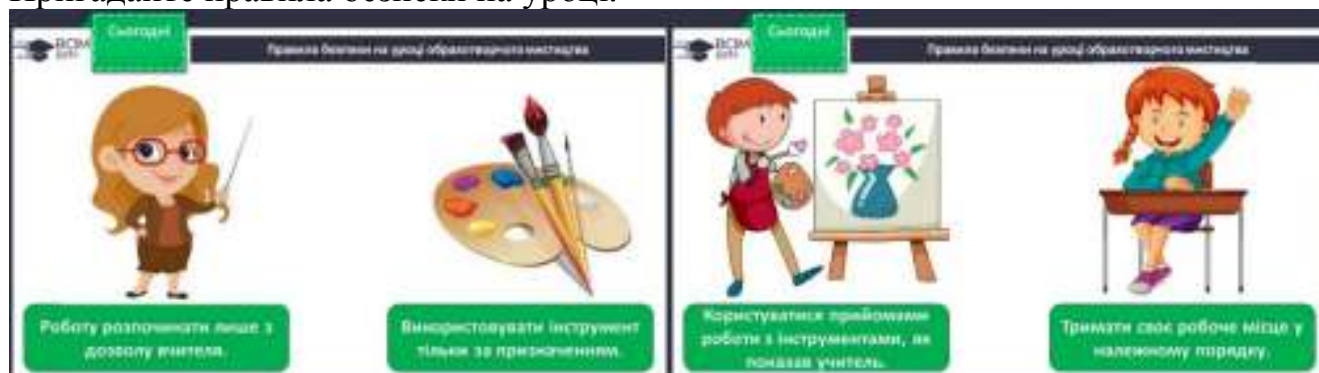 Пригадайте правила безпеки на уроці.
Сьогодні
Правила безпеки на уроці образотворчого мистецтва
Роботу розпочинати лише з
дозволу вчителя.
Використовувати інструмент
тільки за призначенням.
Сьогодні
Правила безпеки на уроці образотворчого мистецтва
Користуватися прийомами
роботи з інструментами, як
показав учитель.
Тримати своє робоче місце у
належному порядку.